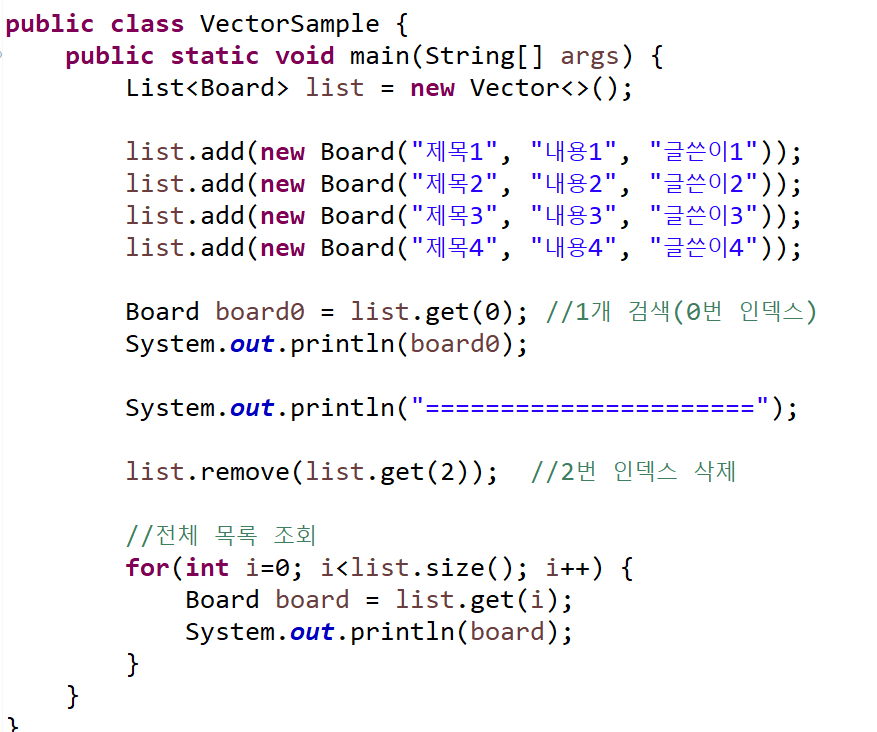 public class VectorSample {
    public static void main(String[] args) {
        List<Board> list = new Vector<>();

        list.add(new Board("제목1", "내용1", "글쓴이1"));
        list.add(new Board("제목2", "내용2", "글쓴이2"));
        list.add(new Board("제목3", "내용3", "글쓴이3"));
        list.add(new Board("제목4", "내용4", "글쓴이4"));

        Board board0 = list.get(0); //1개 검색(0번 인덱스)
        System.out.println(board0);

        System.out.println("======================");

        list.remove(list.get(2));  //2번 인덱스 삭제

        //전체 목록 조회
        for(int i=0; i<list.size(); i++) {
            Board board = list.get(i);
            System.out.println(board);
        }
    }
}